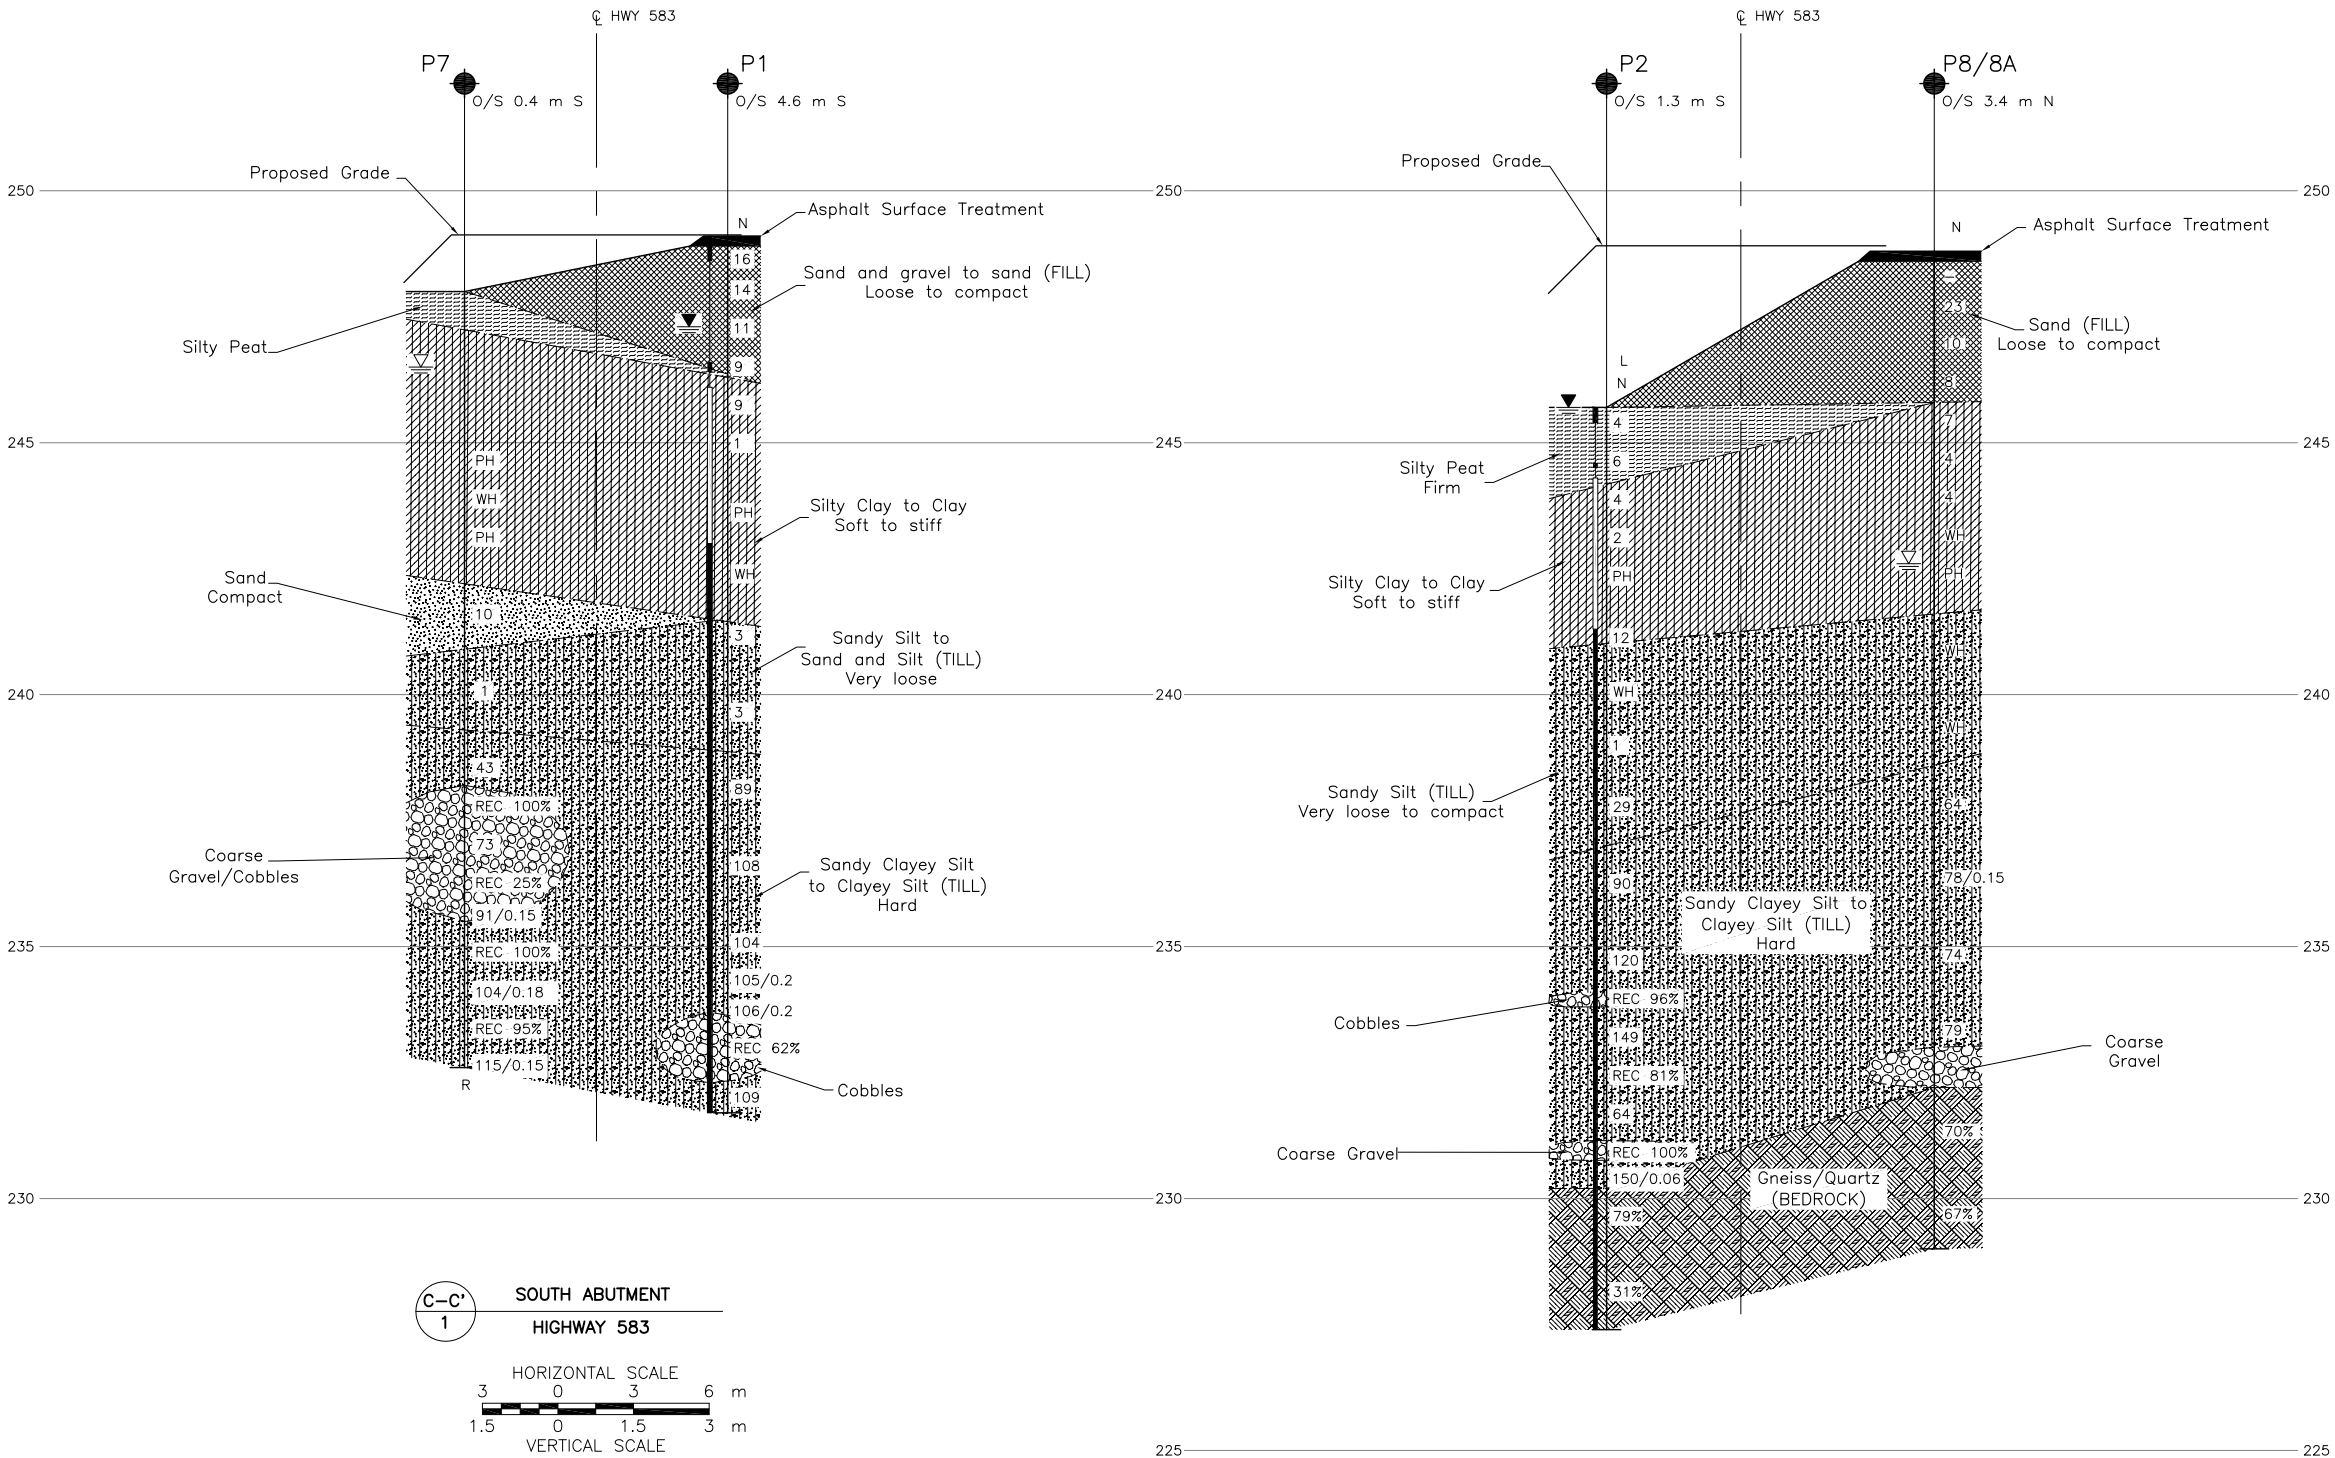 ℄ HWY 583
P7
P1
O/S 0.4 m S
O/S 4.6 m S
Proposed Grade
250
N
Asphalt Surface Treatment
16
14
11
9
9
1
PH
WH
3
3
89
108
104
105/0.2
106/0.2
REC 62%
109
Sand and gravel to sand (FILL)
Loose to compact
Silty Peat
245
PH
WH
PH
10
1
43
REC 100%
73
REC 25%
91/0.15
REC 100%
104/0.18
REC 95%
115/0.15
R
Silty Clay to Clay
Soft to stiff
Sand
Compact
Sandy Silt to
Sand and Silt (TILL)
Very loose
240
Coarse
Gravel/Cobbles
Sandy Clayey Silt
to Clayey Silt (TILL)
Hard
235
Cobbles
230
C–C'
1
SOUTH ABUTMENT
HIGHWAY 583
HORIZONTAL SCALE
3 0 3 6 m
1.5 0 1.5 3 m
VERTICAL SCALE
℄ HWY 583
P2
P8/8A
O/S 1.3 m S
O/S 3.4 m N
Proposed Grade
250
250
N
Asphalt Surface Treatment
23
10
8
7
4
4
WH
PH
WH
WH
64
78/0.15
74
79
70%
67%
Sand (FILL)
Loose to compact
L
N
4
6
4
2
PH
12
WH
1
29
90
120
REC 96%
149
REC 81%
64
REC 100%
150/0.06
79%
31%
245
245
Silty Peat
Firm
Silty Clay to Clay
Soft to stiff
240
240
Sandy Silt (TILL)
Very loose to compact
Sandy Clayey Silt to
Clayey Silt (TILL)
Hard
235
235
Cobbles
Coarse
Gravel
Coarse Gravel
Gneiss/Quartz
(BEDROCK)
230
230
225
225